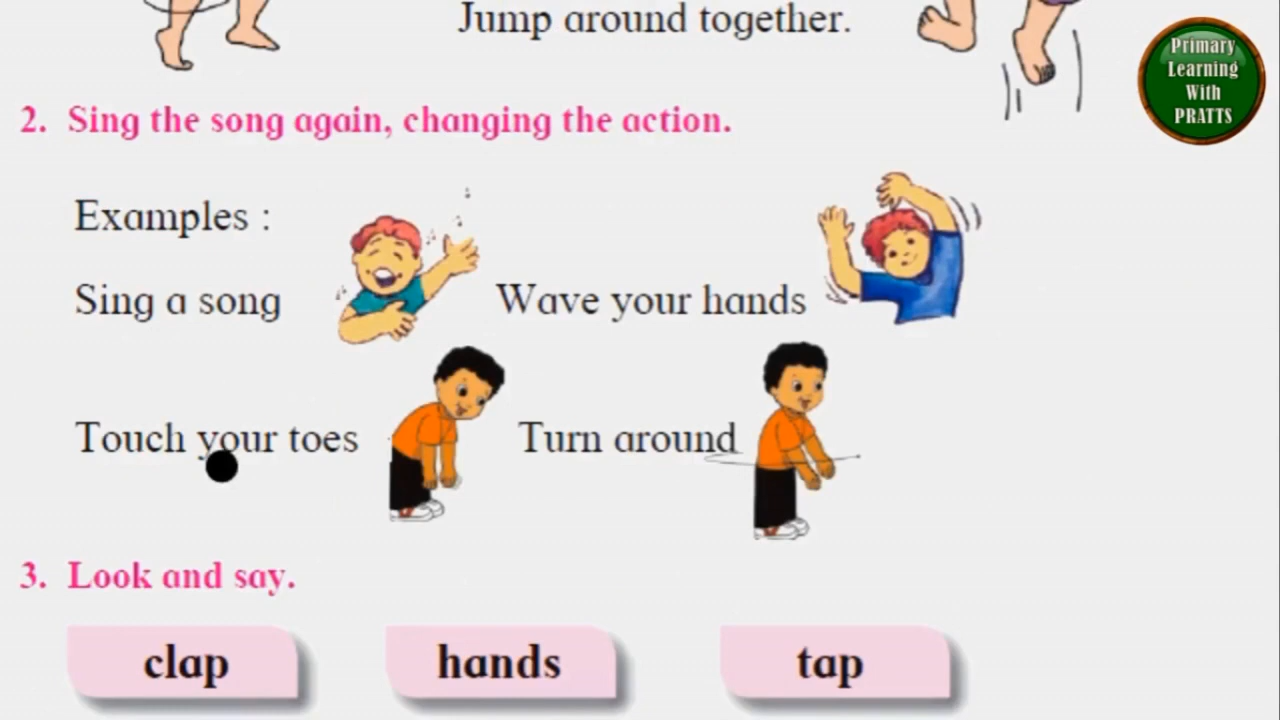 Jump around together.
Primary
Learning
With
PRATTS
2. Sing the song again, changing the action.
Examples :
Sing a song
Wave your hands
Touch your toes
Turn around
3. Look and say.
clap
hands
tap